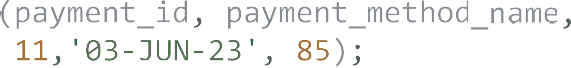 (payment_id, payment_method_name,
11,'03-JUN-23', 85);